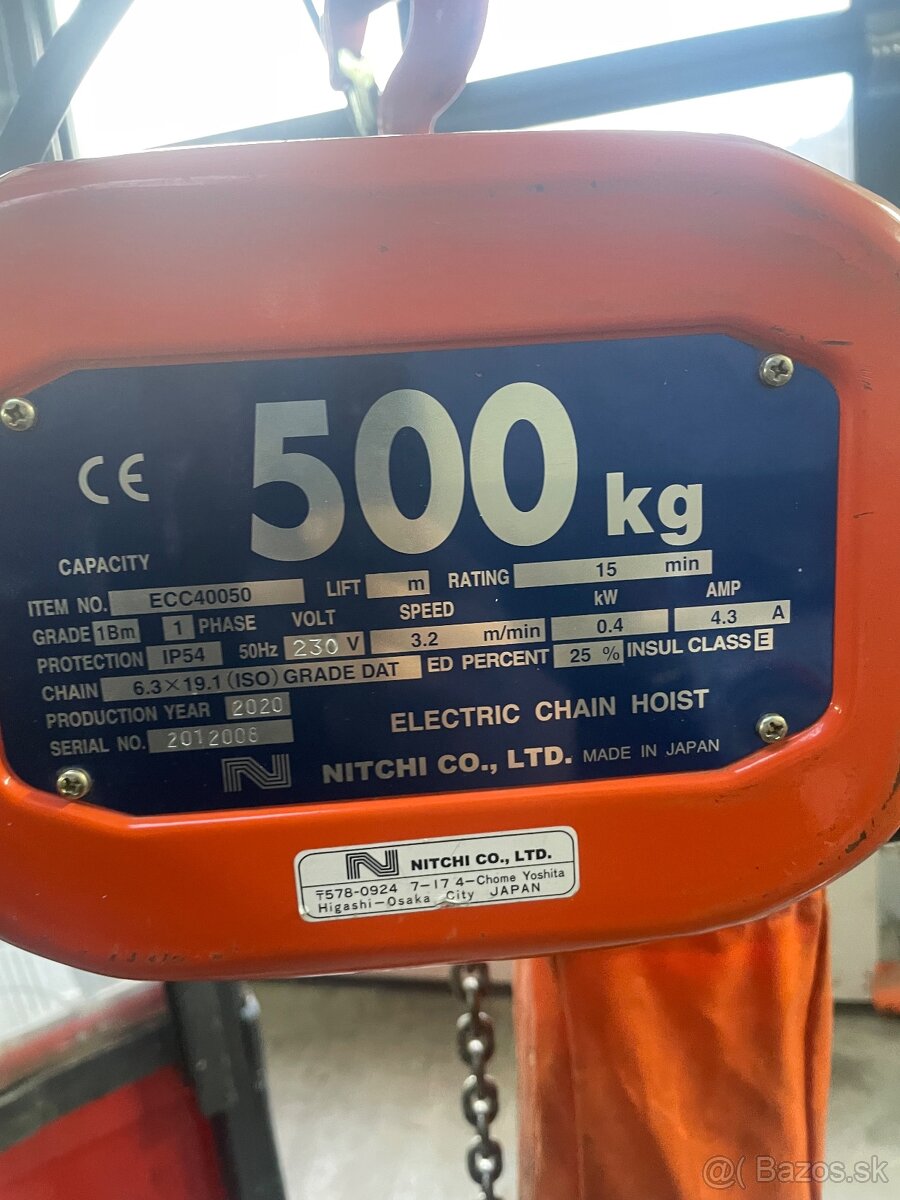 CE
500 kg
CAPACITY
ITEM NO. ECC40050 LIFT m RATING 15 min
GRADE 1Bm 1 PHASE VOLT SPEED kW AMP
PROTECTION IP54 50Hz 230 V 3.2 m/min 0.4 4.3 A
CHAIN 6.3×19.1 (ISO) GRADE DAT ED PERCENT 25 % INSUL CLASS E
PRODUCTION YEAR 2020
SERIAL NO. 2012008
ELECTRIC CHAIN HOIST
N NITCHI CO., LTD. MADE IN JAPAN
N NITCHI CO., LTD.
〒578-0924 7-17 4-Chome Yoshita
Higashi-Osaka City JAPAN
@( Bazos.sk